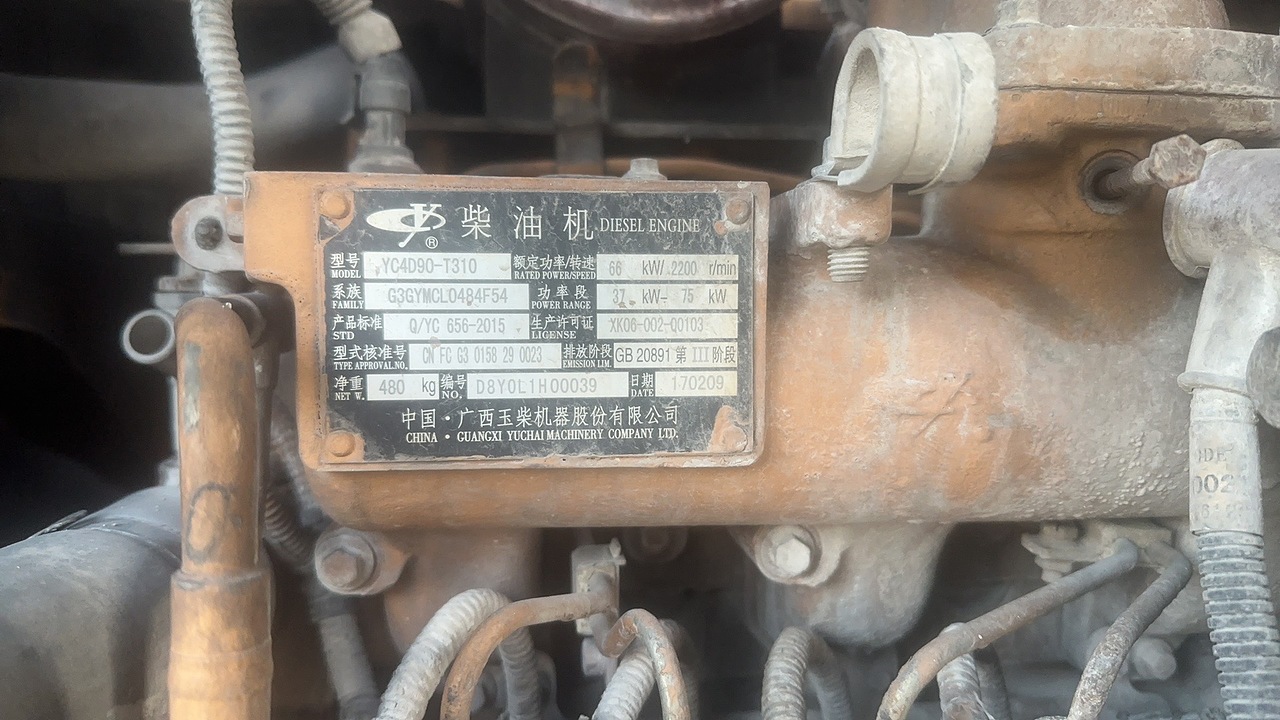 柴油机 DIESEL ENGINE
型号 MODEL YC4D90-T310 额定功率/转速 RATED POWER/SPEED 66 kW/ 2200 r/min
系族 FAMILY G3GYMCL0484F54 功率段 POWER RANGE 37 kW- 75 kW
产品标准 STD Q/YC 656-2015 生产许可证 LICENSE XK06-002-00103
型式核准号 TYPE APPROVAL.NO. CN FC G3 0158 29 0023 排放阶段 EMISSION LIM. GB 20891 第III阶段
净重 NET W. 480 kg 编号 NO. D8Y0L1H00039 日期 DATE 170209
中国·广西玉柴机器股份有限公司
CHINA · GUANGXI YUCHAI MACHINERY COMPANY LTD.
002